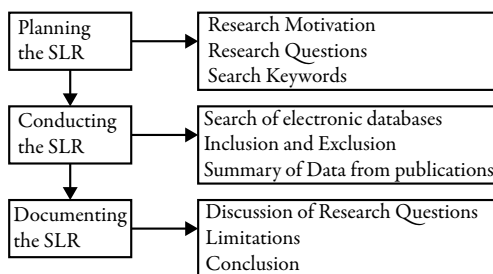 Planning
the SLR
Research Motivation
Research Questions
Search Keywords
Conducting
the SLR
Search of electronic databases
Inclusion and Exclusion
Summary of Data from publications
Documenting
the SLR
Discussion of Research Questions
Limitations
Conclusion